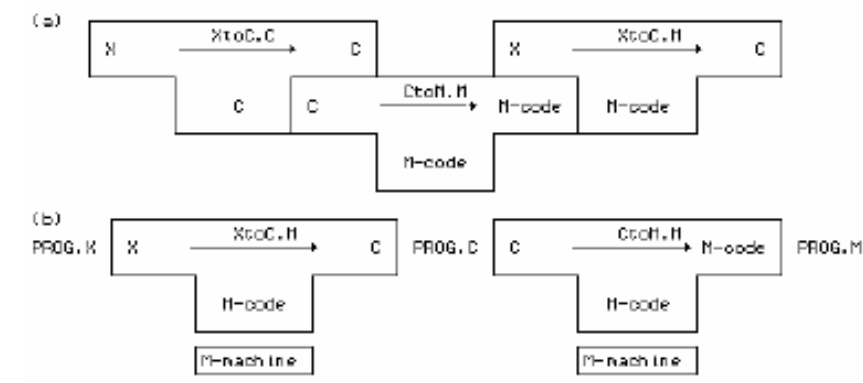 (a)
X XtoC.C C X XtoC.M C
C C CtoM.M M-code M-code
M-code
(b)
PROG.X X XtoC.M C PROG.C C CtoM.M M-code PROG.M
M-code M-code
M-machine M-machine